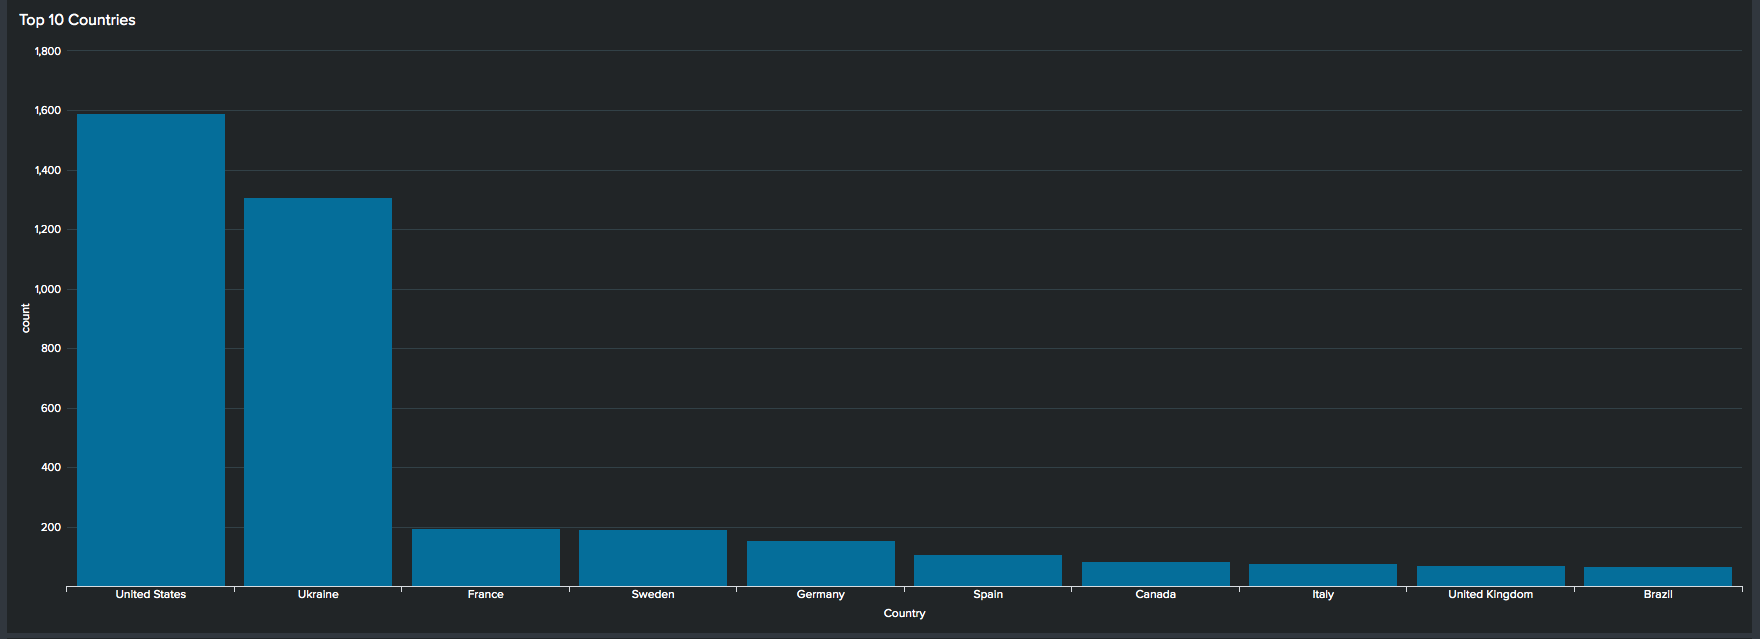 Top 10 Countries
1,800
1,600
1,400
1,200
1,000
800
600
400
200
count
United States Ukraine France Sweden Germany Spain Canada Italy United Kingdom Brazil
Country